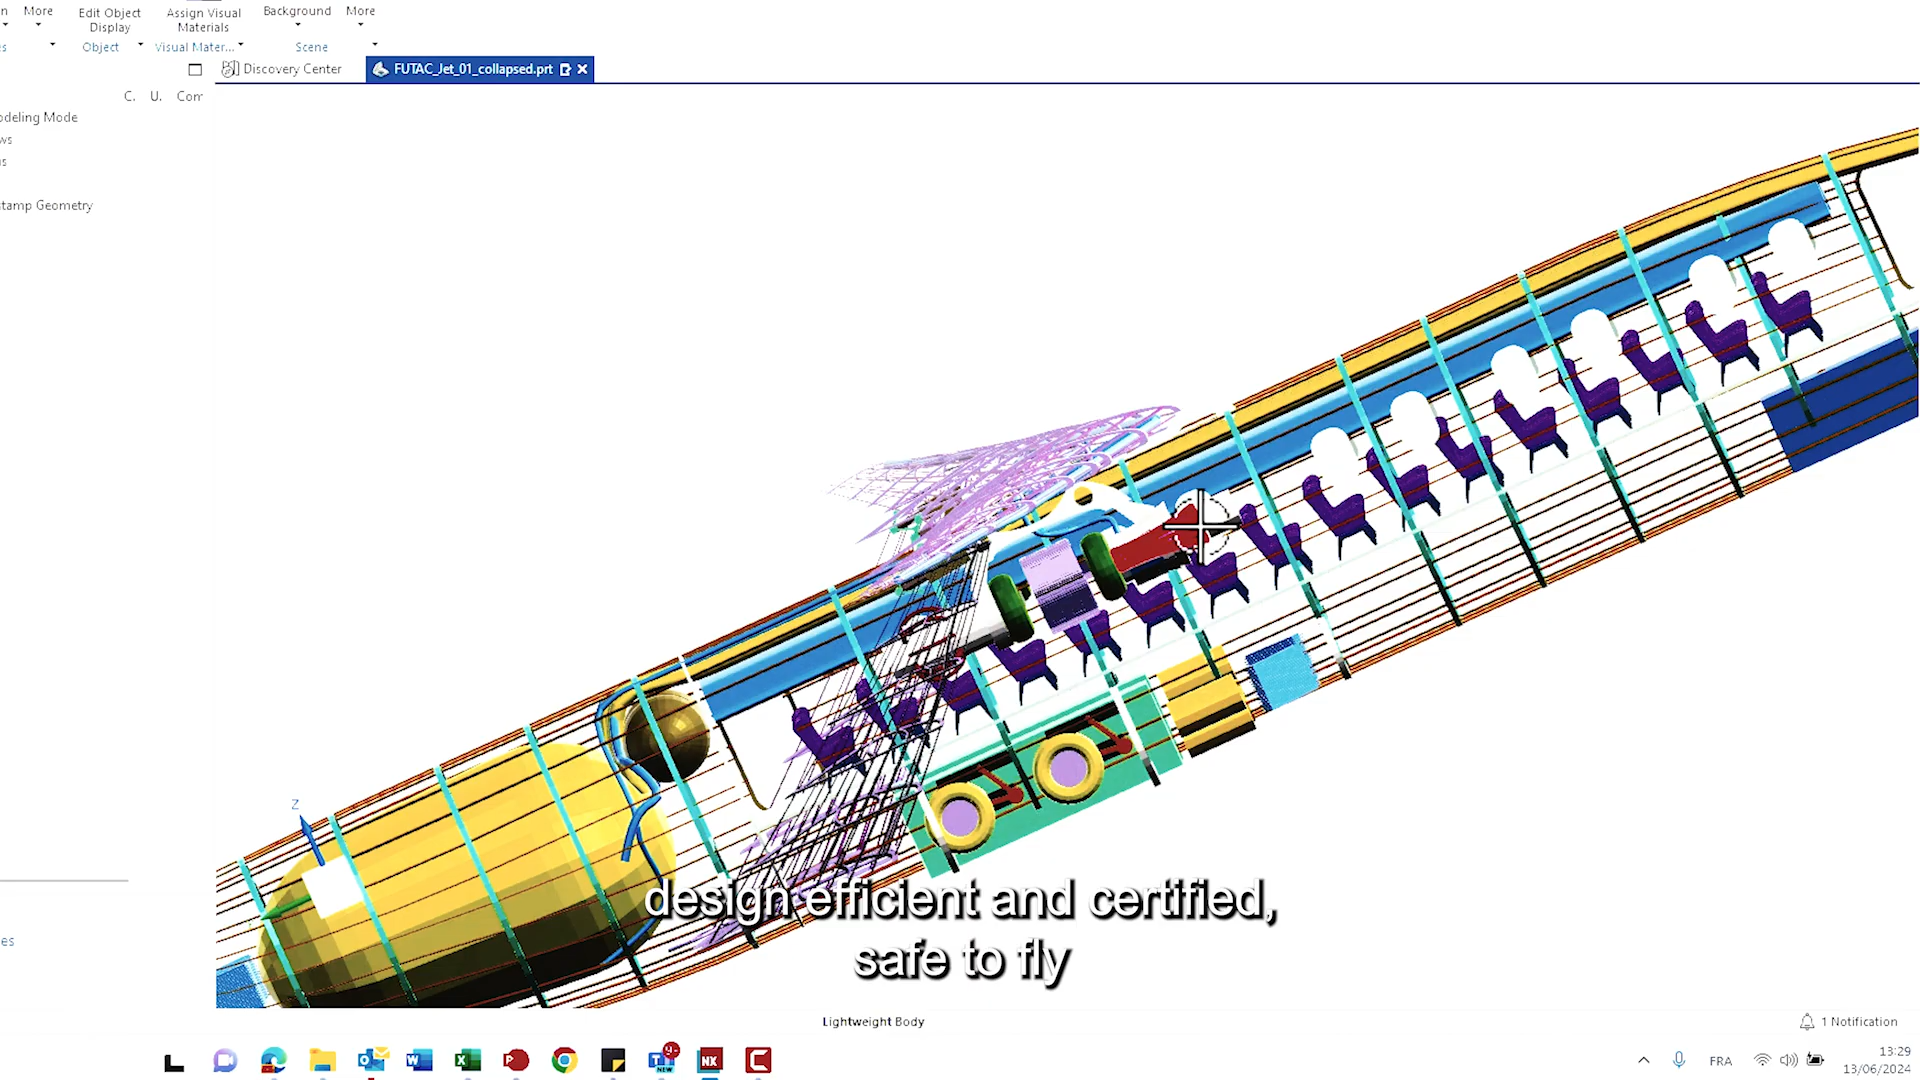 More
Edit Object
Display
Assign Visual
Materials
Background
More
Object
Visual Mater...
Scene
Discovery Center
FUTAC_Jet_01_collapsed.prt
C. U. Com
odeling Mode
ws
tamp Geometry
Z
es
design efficient and certified,
safe to fly
Lightweight Body
1 Notification
FRA
13:29
13/06/2024